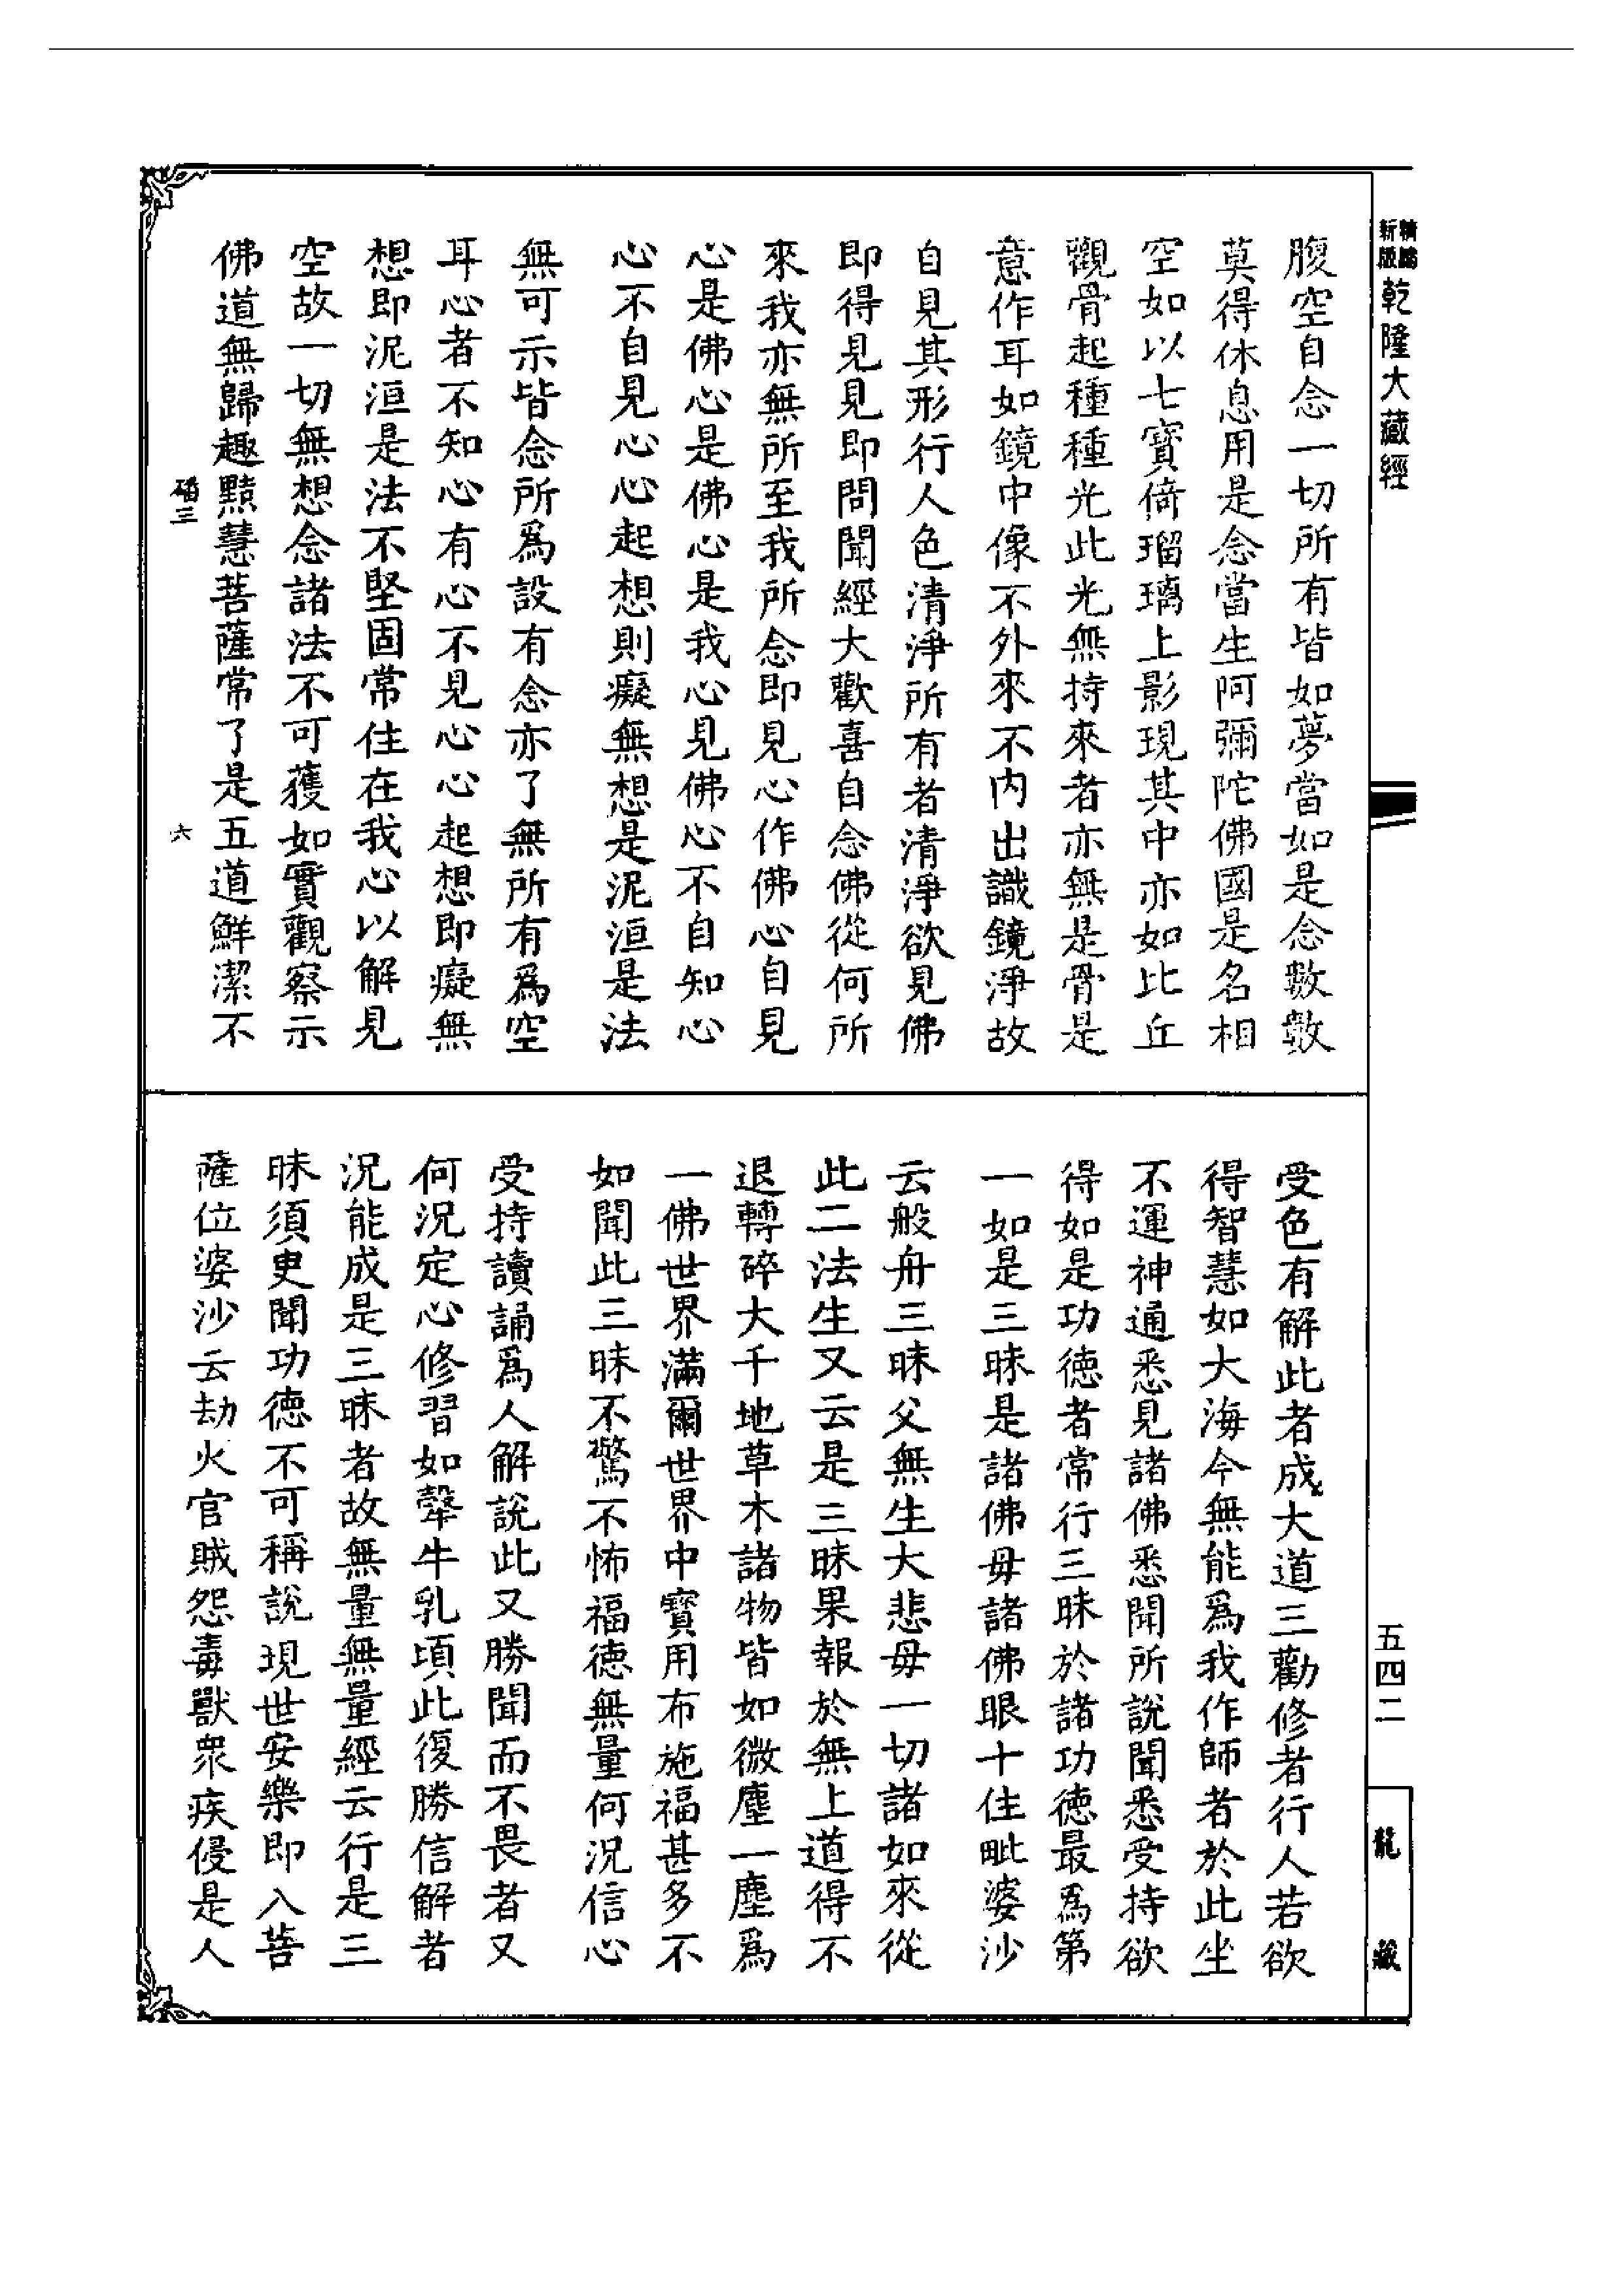 新版
精縮
乾隆大藏經
腹空自念一切所有皆如夢當如是念數數
莫得休息用是念當生阿彌陀佛國是名相
空如以七寶倚瑠璃上影現其中亦如比丘
觀骨起種種光此光無持來者亦無是骨是
意作耳如鏡中像不外來不內出識鏡淨故
自見其形行人色清淨所有者清淨欲見佛
即得見見即問聞經大歡喜自念佛從何所
來我亦無所至我所念即見心作佛心自見
心是佛心是佛心是我心見佛心不自知心
心不自見心心起想則癡無想是泥洹是法
無可示皆念所爲設有念亦了無所有爲空
耳心者不知心有心不見心心起想即癡無
想即泥洹是法不堅固常住在我心以解見
空故一切無想念諸法不可獲如實觀察示
佛道無歸趣黠慧菩薩常了是五道鮮潔不
磻三
六
受色有解此者成大道三勸修者行人若欲
得智慧如大海今無能爲我作師者於此坐
不運神通悉見諸佛悉聞所說聞悉受持欲
得如是功德者常行三昧於諸功德最爲第
一如是三昧是諸佛母諸佛眼十住毗婆沙
云般舟三昧父無生大悲母一切諸如來從
此二法生又云是三昧果報於無上道得不
退轉碎大千地草木諸物皆如微塵一塵爲
一佛世界滿爾世界中寶用布施福甚多不
如聞此三昧不驚不怖福德無量何況信心
受持讀誦爲人解說此又勝聞而不畏者又
何況定心修習如𤛓牛乳頃此復勝信解者
況能成是三昧者故無量無量經云行是三
昧須臾聞功德不可稱說現世安樂即入菩
薩位婆沙云劫火官賊怨毒獸衆疾侵是人
五四二
龍藏